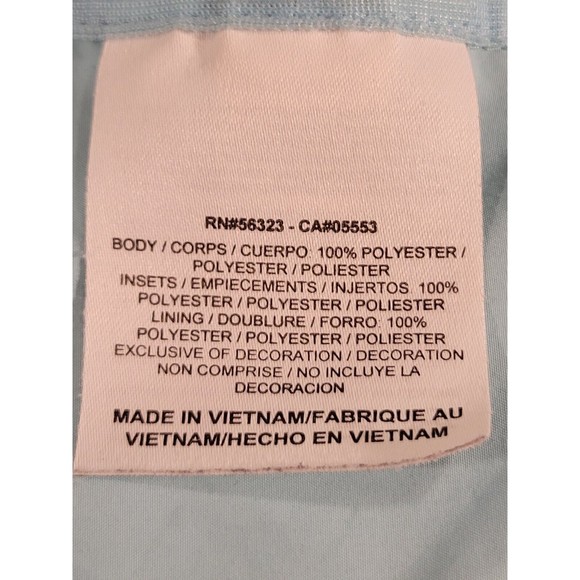 RN#56323 - CA#05553
BODY / CORPS / CUERPO: 100% POLYESTER /
POLYESTER / POLIESTER
INSETS / EMPIECEMENTS / INJERTOS: 100%
POLYESTER / POLYESTER / POLIESTER
LINING / DOUBLURE / FORRO: 100%
POLYESTER / POLYESTER / POLIESTER
EXCLUSIVE OF DECORATION / DECORATION
NON COMPRISE / NO INCLUYE LA
DECORACION
MADE IN VIETNAM/FABRIQUE AU
VIETNAM/HECHO EN VIETNAM